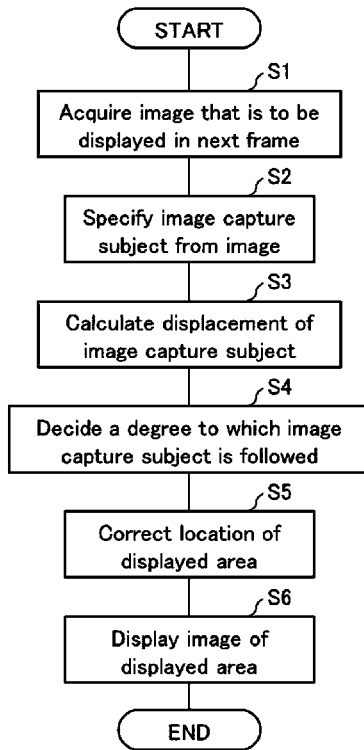 START
S1
Acquire image that is to be
displayed in next frame
S2
Specify image capture
subject from image
S3
Calculate displacement of
image capture subject
S4
Decide a degree to which image
capture subject is followed
S5
Correct location of
displayed area
S6
Display image of
displayed area
END